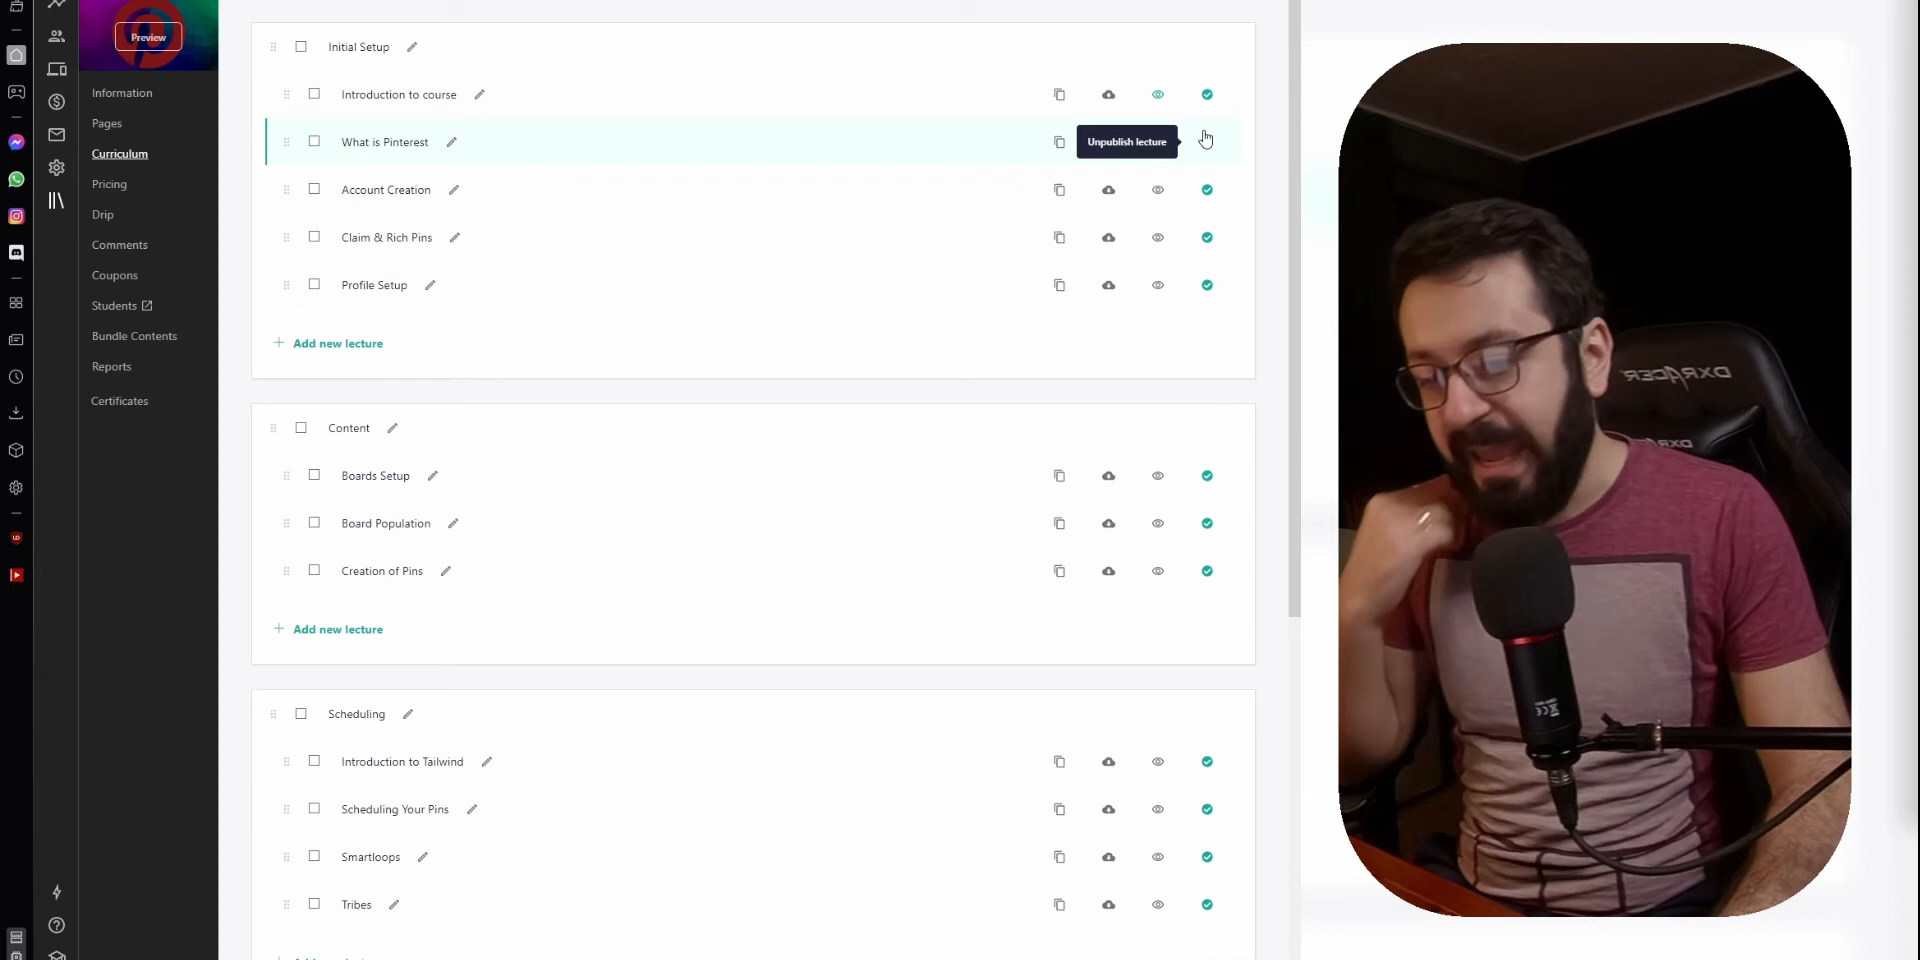 Preview
Information
Pages
Curriculum
Pricing
Drip
Comments
Coupons
Students
Bundle Contents
Reports
Certificates
Initial Setup
Introduction to course
What is Pinterest
Unpublish lecture
Account Creation
Claim & Rich Pins
Profile Setup
+ Add new lecture
Content
Boards Setup
Board Population
Creation of Pins
+ Add new lecture
Scheduling
Introduction to Tailwind
Scheduling Your Pins
Smartloops
Tribes
DXRACER